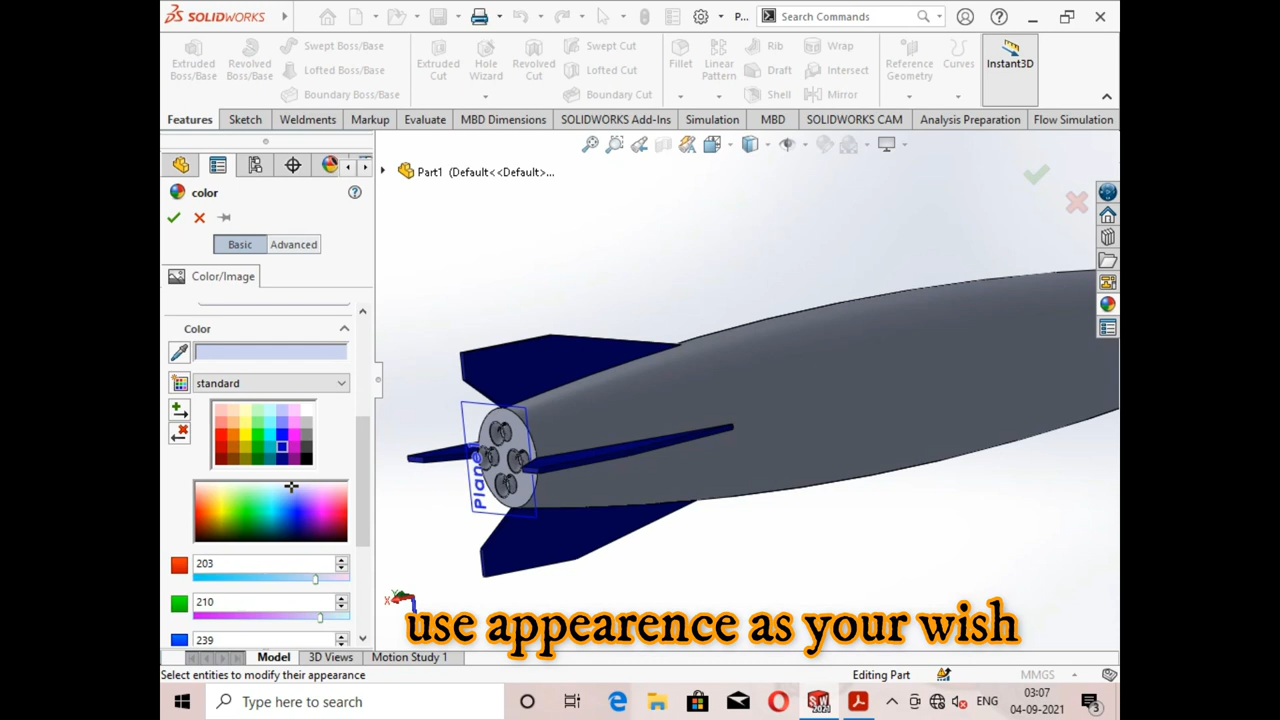 SOLIDWORKS
P...
Search Commands
Extruded Boss/Base
Revolved Boss/Base
Swept Boss/Base
Lofted Boss/Base
Boundary Boss/Base
Extruded Cut
Hole Wizard
Revolved Cut
Swept Cut
Lofted Cut
Boundary Cut
Fillet
Linear Pattern
Rib
Draft
Shell
Wrap
Intersect
Mirror
Reference Geometry
Curves
Instant3D
Features Sketch Weldments Markup Evaluate MBD Dimensions SOLIDWORKS Add-Ins Simulation MBD SOLIDWORKS CAM Analysis Preparation Flow Simulation
Part1 (Default<<Default>...
color
Basic Advanced
Color/Image
Color
standard
203
210
239
Plane
X
Y
use appearence as your wish
Model 3D Views Motion Study 1
Select entities to modify their appearance
Editing Part
MMGS
Type here to search
SW
2020
ENG
03:07
04-09-2021
3